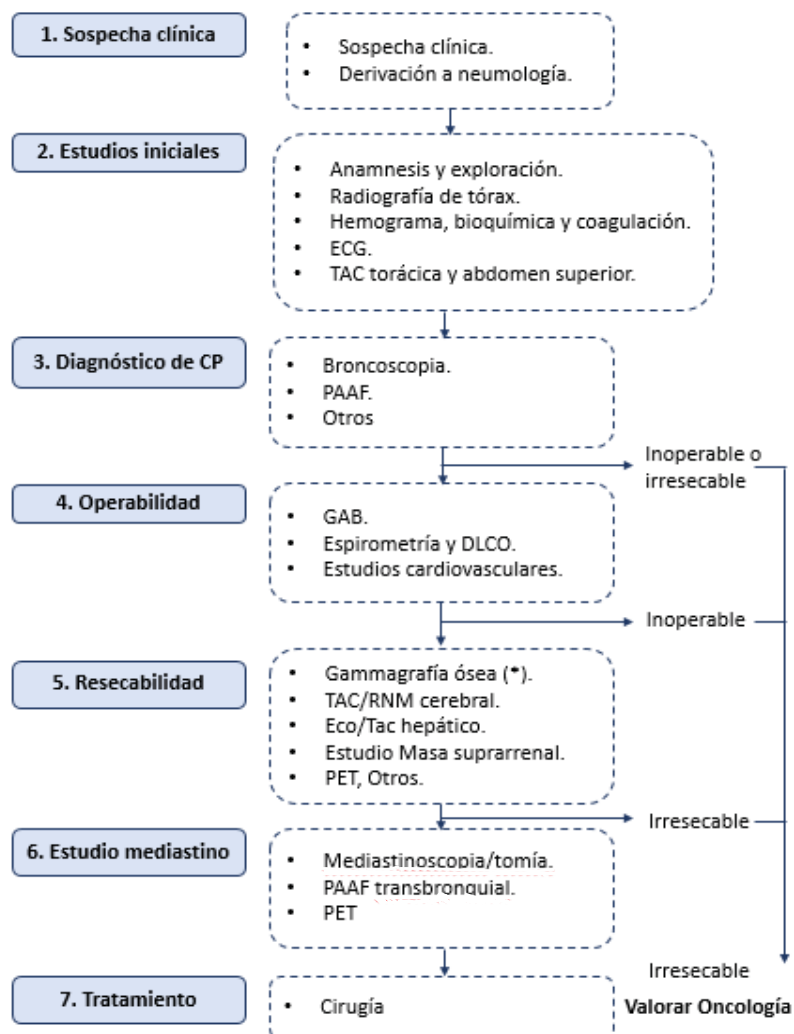 1. Sospecha clínica
• Sospecha clínica.
• Derivación a neumología.
2. Estudios iniciales
• Anamnesis y exploración.
• Radiografía de tórax.
• Hemograma, bioquímica y coagulación.
• ECG.
• TAC torácica y abdomen superior.
3. Diagnóstico de CP
• Broncoscopia.
• PAAF.
• Otros
Inoperable o
irresecable
4. Operabilidad
• GAB.
• Espirometría y DLCO.
• Estudios cardiovasculares.
Inoperable
5. Resecabilidad
• Gammagrafía ósea (*).
• TAC/RNM cerebral.
• Eco/Tac hepático.
• Estudio Masa suprarrenal.
• PET, Otros.
Irresecable
6. Estudio mediastino
• Mediastinoscopia/tomía.
• PAAF transbronquial.
• PET
Irresecable
7. Tratamiento
• Cirugía
Valorar Oncología